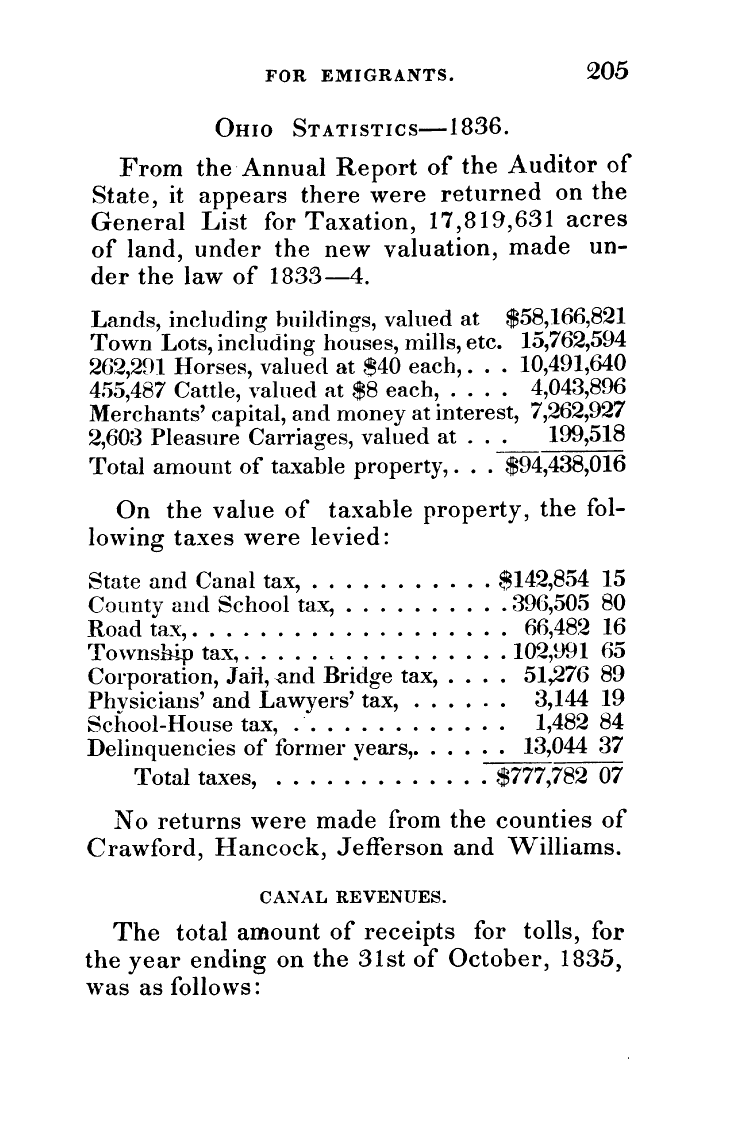 FOR EMIGRANTS. 205
OHIO STATISTICS—1836.
From the Annual Report of the Auditor of
State, it appears there were returned on the
General List for Taxation, 17,819,631 acres
of land, under the new valuation, made un-
der the law of 1833—4.
Lands, including buildings, valued at $58,166,821
Town Lots, including houses, mills, etc. 15,762,594
262,291 Horses, valued at $40 each, . . . 10,491,640
455,487 Cattle, valued at $8 each, . . . . 4,043,896
Merchants' capital, and money at interest, 7,262,927
2,603 Pleasure Carriages, valued at . . . 199,518
Total amount of taxable property, . . . $94,438,016
On the value of taxable property, the fol-
lowing taxes were levied:
State and Canal tax, . . . . . . . . . . . $142,854 15
County and School tax, . . . . . . . . . . 396,505 80
Road tax, . . . . . . . . . . . . . . . . . . . 66,482 16
Township tax, . . . . . . . . . . . . . . . . 102,991 65
Corporation, Jail, and Bridge tax, . . . . 51,276 89
Physicians' and Lawyers' tax, . . . . . . 3,144 19
School-House tax, . . . . . . . . . . . . . 1,482 84
Delinquencies of former years, . . . . . . 13,044 37
Total taxes, . . . . . . . . . . . . . $777,782 07
No returns were made from the counties of
Crawford, Hancock, Jefferson and Williams.
CANAL REVENUES.
The total amount of receipts for tolls, for
the year ending on the 31st of October, 1835,
was as follows: